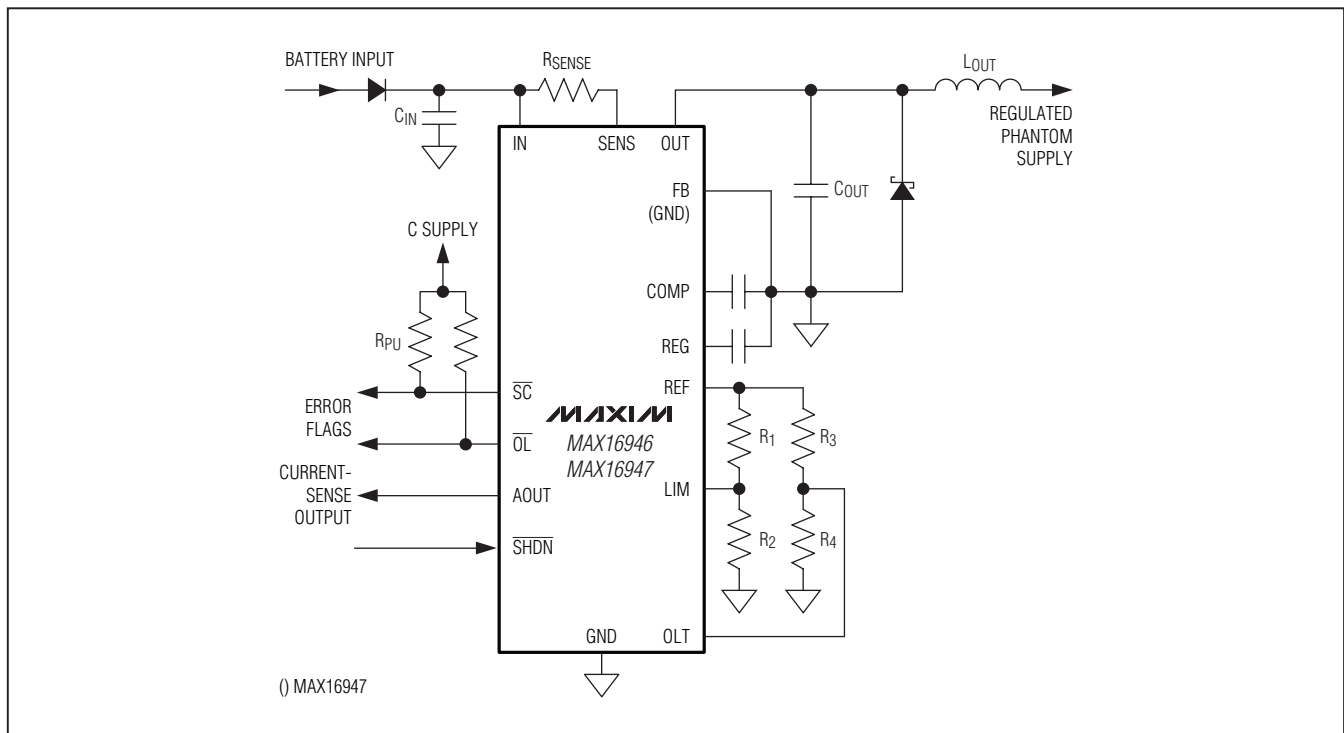 BATTERY INPUT
RSENSE
LOUT
CIN
REGULATED
PHANTOM
SUPPLY
IN
SENS
OUT
FB
(GND)
COUT
C SUPPLY
COMP
RPU
REG
SC
REF
ERROR
FLAGS
MAXIM
MAX16946
MAX16947
R1
R3
OL
CURRENT-
SENSE
OUTPUT
AOUT
LIM
R2
R4
SHDN
GND
OLT
() MAX16947